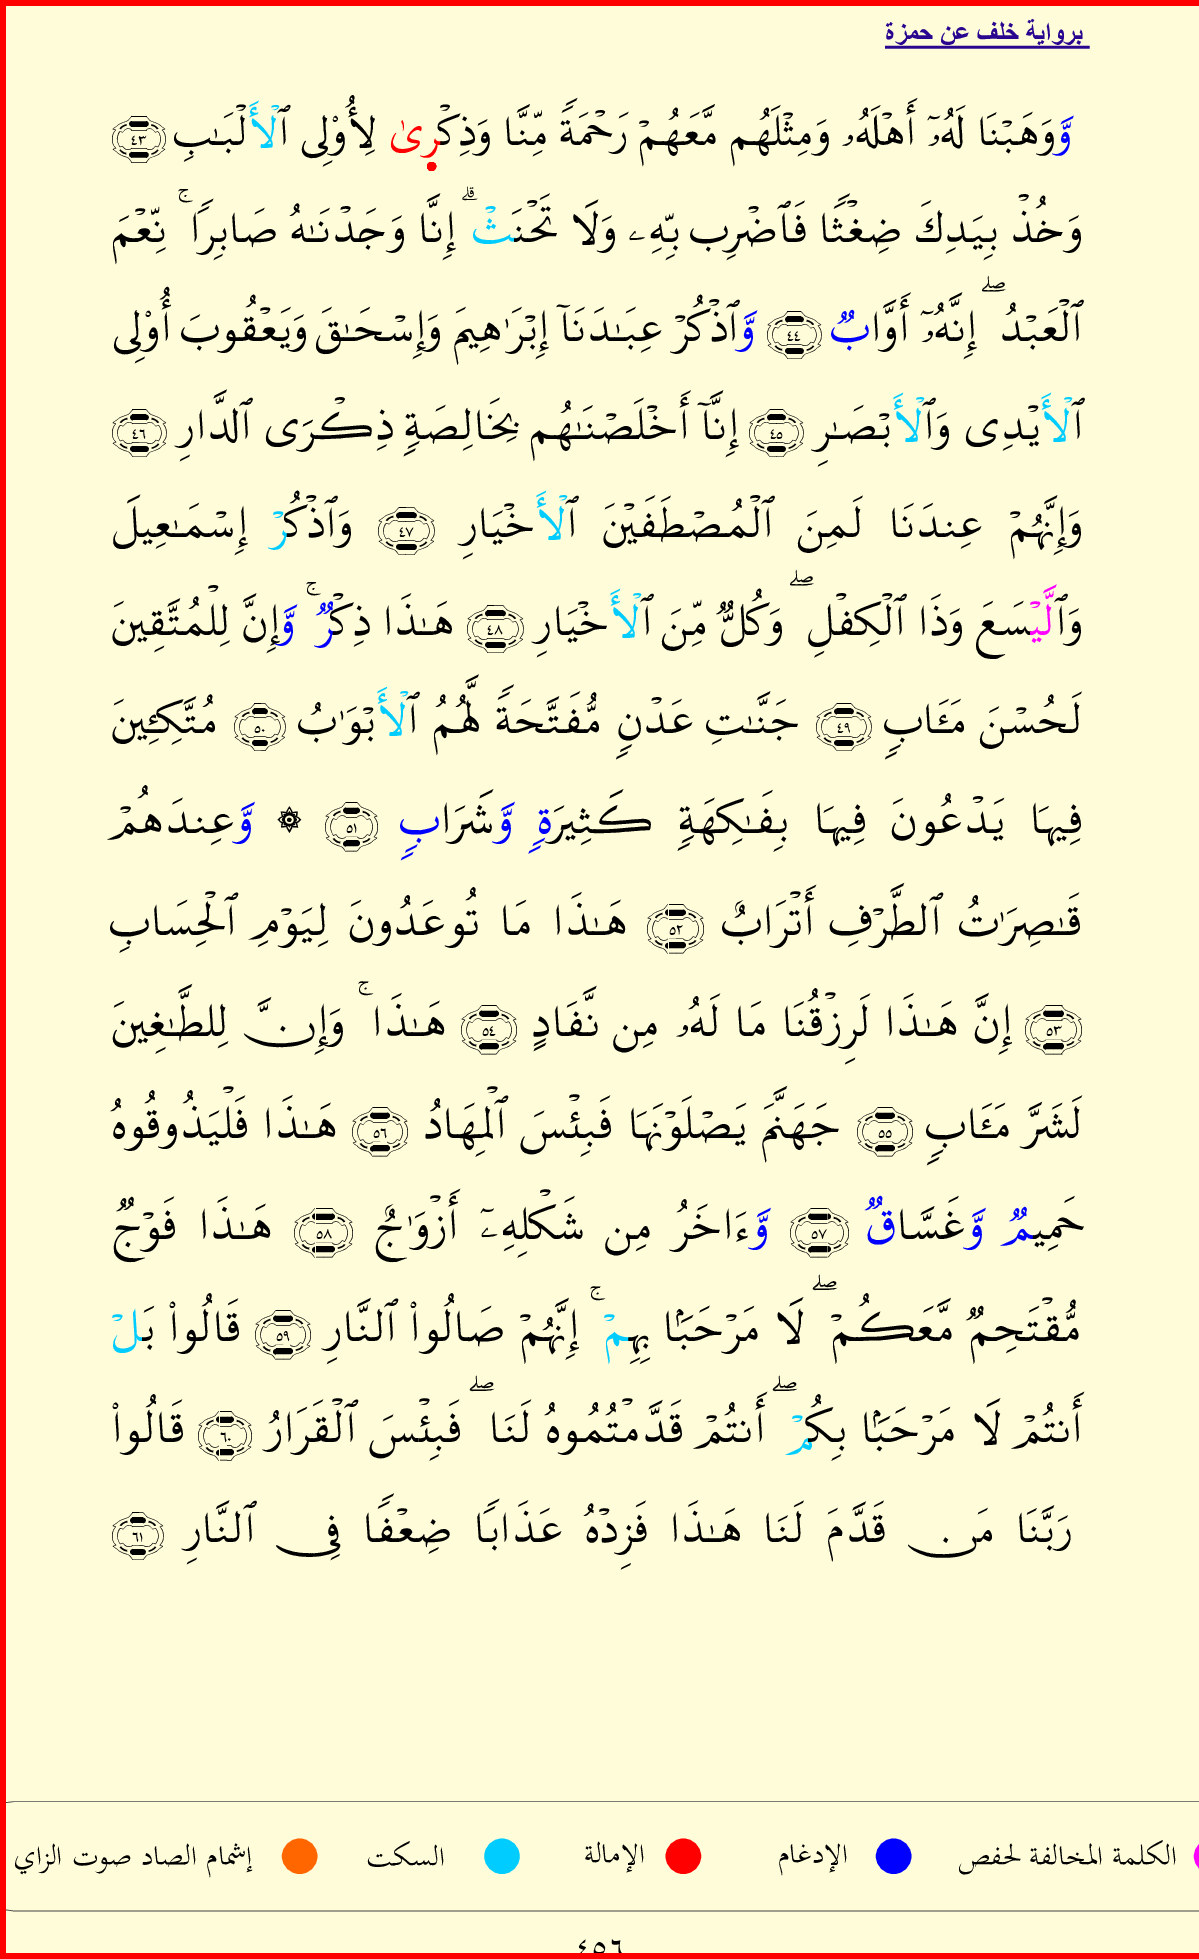 برواية خلف عن حمزة
وَّوَهَبْنَا لَهُۥٓ أَهْلَهُۥ وَمِثْلَهُم مَّعَهُمْ رَحْمَةً مِّنَّا وَذِكْرِىٰ لِأُوْلِى ٱلْأَلْبَٰبِ ٤٣
وَخُذْ بِيَدِكَ ضِغْثًا فَٱضْرِب بِّهِۦ وَلَا تَحْنَثْ ۗ إِنَّا وَجَدْنَٰهُ صَابِرًا ۚ نِّعْمَ
ٱلْعَبْدُ ۖ إِنَّهُۥٓ أَوَّابٌ ٤٤ وَّٱذْكُرْ عِبَٰدَنَآ إِبْرَٰهِيمَ وَإِسْحَٰقَ وَيَعْقُوبَ أُوْلِى
ٱلْأَيْدِى وَٱلْأَبْصَٰرِ ٤٥ إِنَّآ أَخْلَصْنَٰهُم بِخَالِصَةٍ ذِكْرَى ٱلدَّارِ ٤٦
وَإِنَّهُمْ عِندَنَا لَمِنَ ٱلْمُصْطَفَيْنَ ٱلْأَخْيَارِ ٤٧ وَٱذْكُرْ إِسْمَٰعِيلَ
وَٱلَّيْسَعَ وَذَا ٱلْكِفْلِ ۖ وَكُلٌّ مِّنَ ٱلْأَخْيَارِ ٤٨ هَٰذَا ذِكْرٌ ۚ وَّإِنَّ لِلْمُتَّقِينَ
لَحُسْنَ مَـَٔابٍ ٤٩ جَنَّٰتِ عَدْنٍ مُّفَتَّحَةً لَّهُمُ ٱلْأَبْوَٰبُ ٥٠ مُتَّكِـِٔينَ
فِيهَا يَدْعُونَ فِيهَا بِفَٰكِهَةٍ كَثِيرَةٍ وَّشَرَابٍ ٥١ ۞ وَّعِندَهُمْ
قَٰصِرَٰتُ ٱلطَّرْفِ أَتْرَابٌ ٥٢ هَٰذَا مَا تُوعَدُونَ لِيَوْمِ ٱلْحِسَابِ
٥٣ إِنَّ هَٰذَا لَرِزْقُنَا مَا لَهُۥ مِن نَّفَادٍ ٥٤ هَٰذَا ۚ وَإِنَّ لِلطَّٰغِينَ
لَشَرَّ مَـَٔابٍ ٥٥ جَهَنَّمَ يَصْلَوْنَهَا فَبِئْسَ ٱلْمِهَادُ ٥٦ هَٰذَا فَلْيَذُوقُوهُ
حَمِيمٌ وَّغَسَّاقٌ ٥٧ وَّءَاخَرُ مِن شَكْلِهِۦٓ أَزْوَٰجٌ ٥٨ هَٰذَا فَوْجٌ
مُّقْتَحِمٌ مَّعَكُمْ ۖ لَا مَرْحَبًۢا بِهِمْ ۚ إِنَّهُمْ صَالُوا۟ ٱلنَّارِ ٥٩ قَالُوا۟ بَلْ
أَنتُمْ لَا مَرْحَبًۢا بِكُمْ ۖ أَنتُمْ قَدَّمْتُمُوهُ لَنَا ۖ فَبِئْسَ ٱلْقَرَارُ ٦٠ قَالُوا۟
رَبَّنَا مَن قَدَّمَ لَنَا هَٰذَا فَزِدْهُ عَذَابًا ضِعْفًا فِى ٱلنَّارِ ٦١
الكلمة المخالفة لحفص الإدغام الإمالة السكت إشمام الصاد صوت الزاي
٤٥٦